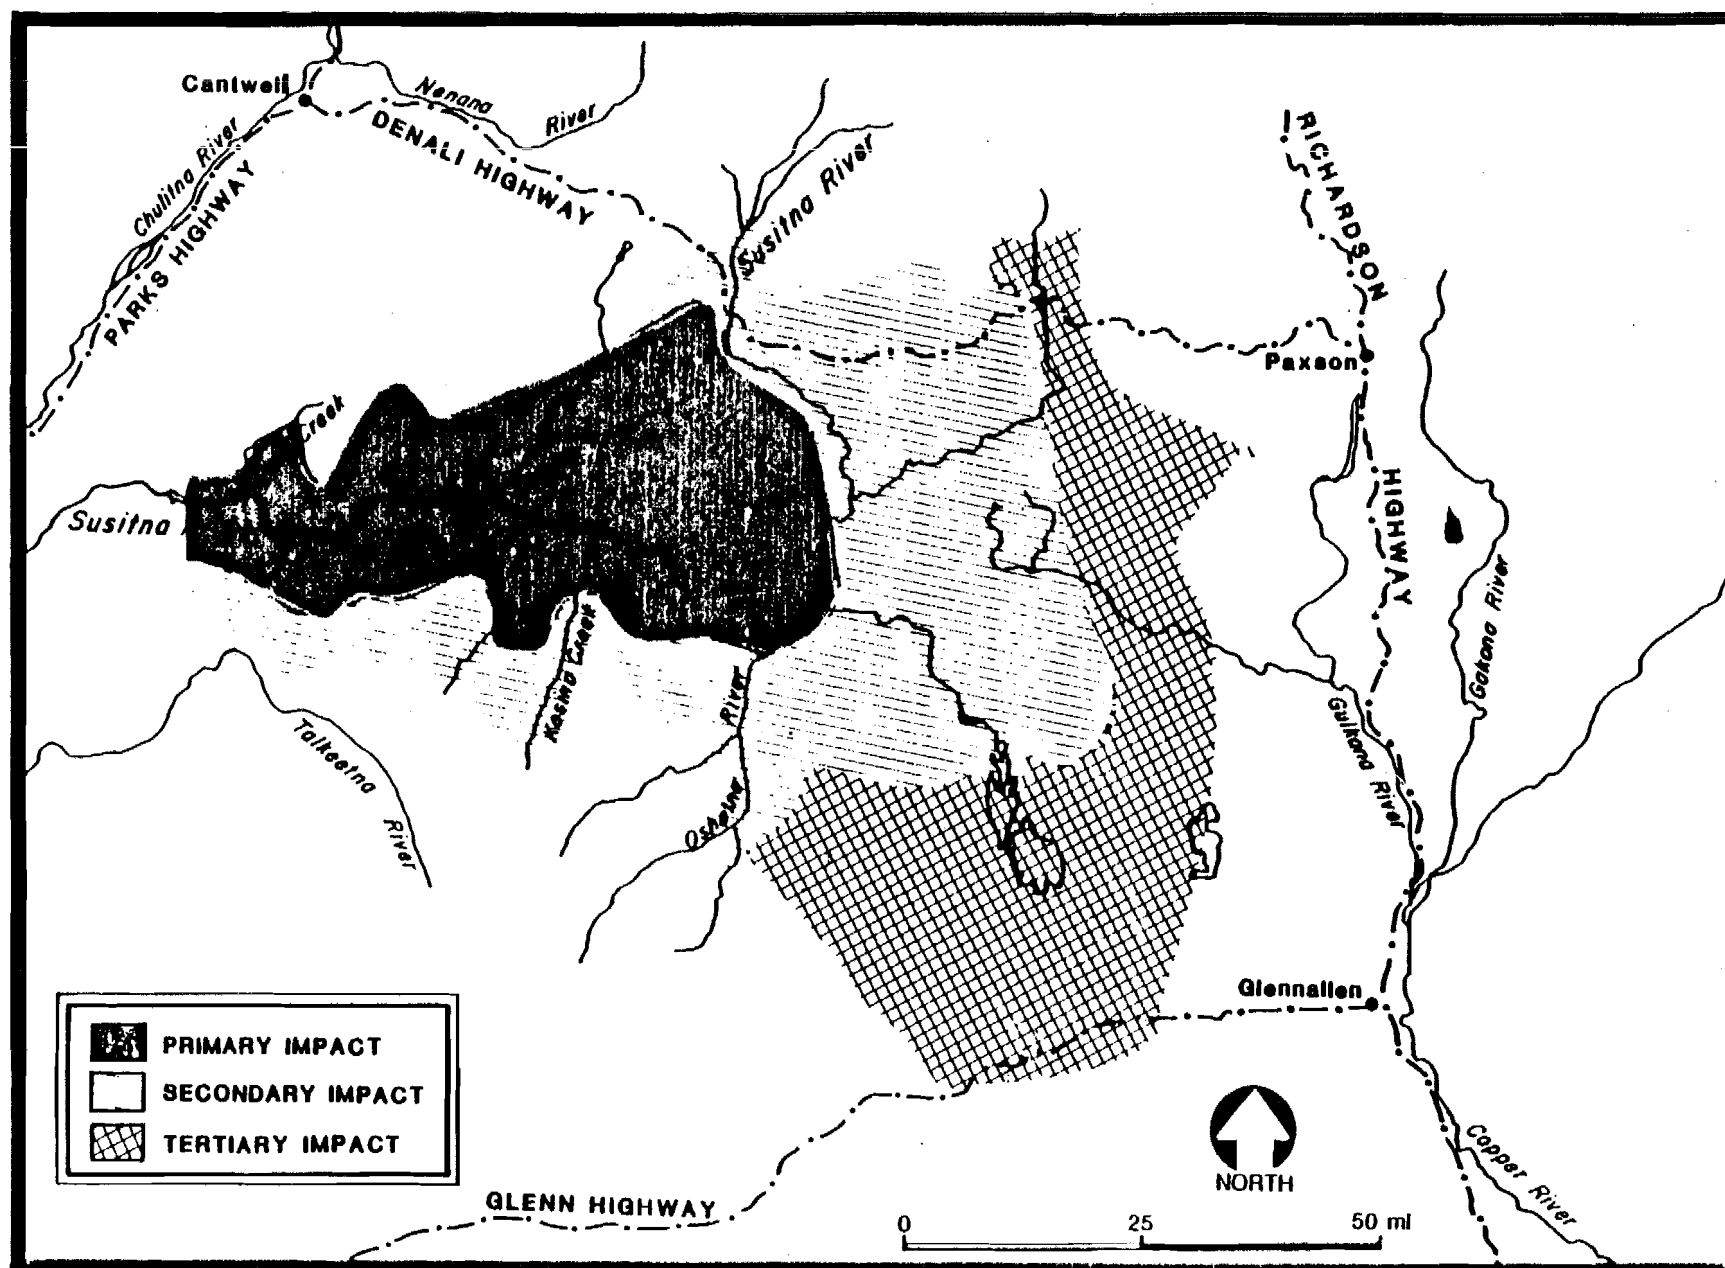 Cantwell
Nenana
River
DENALI HIGHWAY
Chulitna River
PARKS HIGHWAY
Susitna River
RICHARDSON
HIGHWAY
Paxson
Creek
Susitna
Gakona River
Kosina Creek
River
Oshetna
Talkeetna
River
Gulkana River
Glennallen
PRIMARY IMPACT
SECONDARY IMPACT
TERTIARY IMPACT
NORTH
Copper River
GLENN HIGHWAY
0 25 50 mi